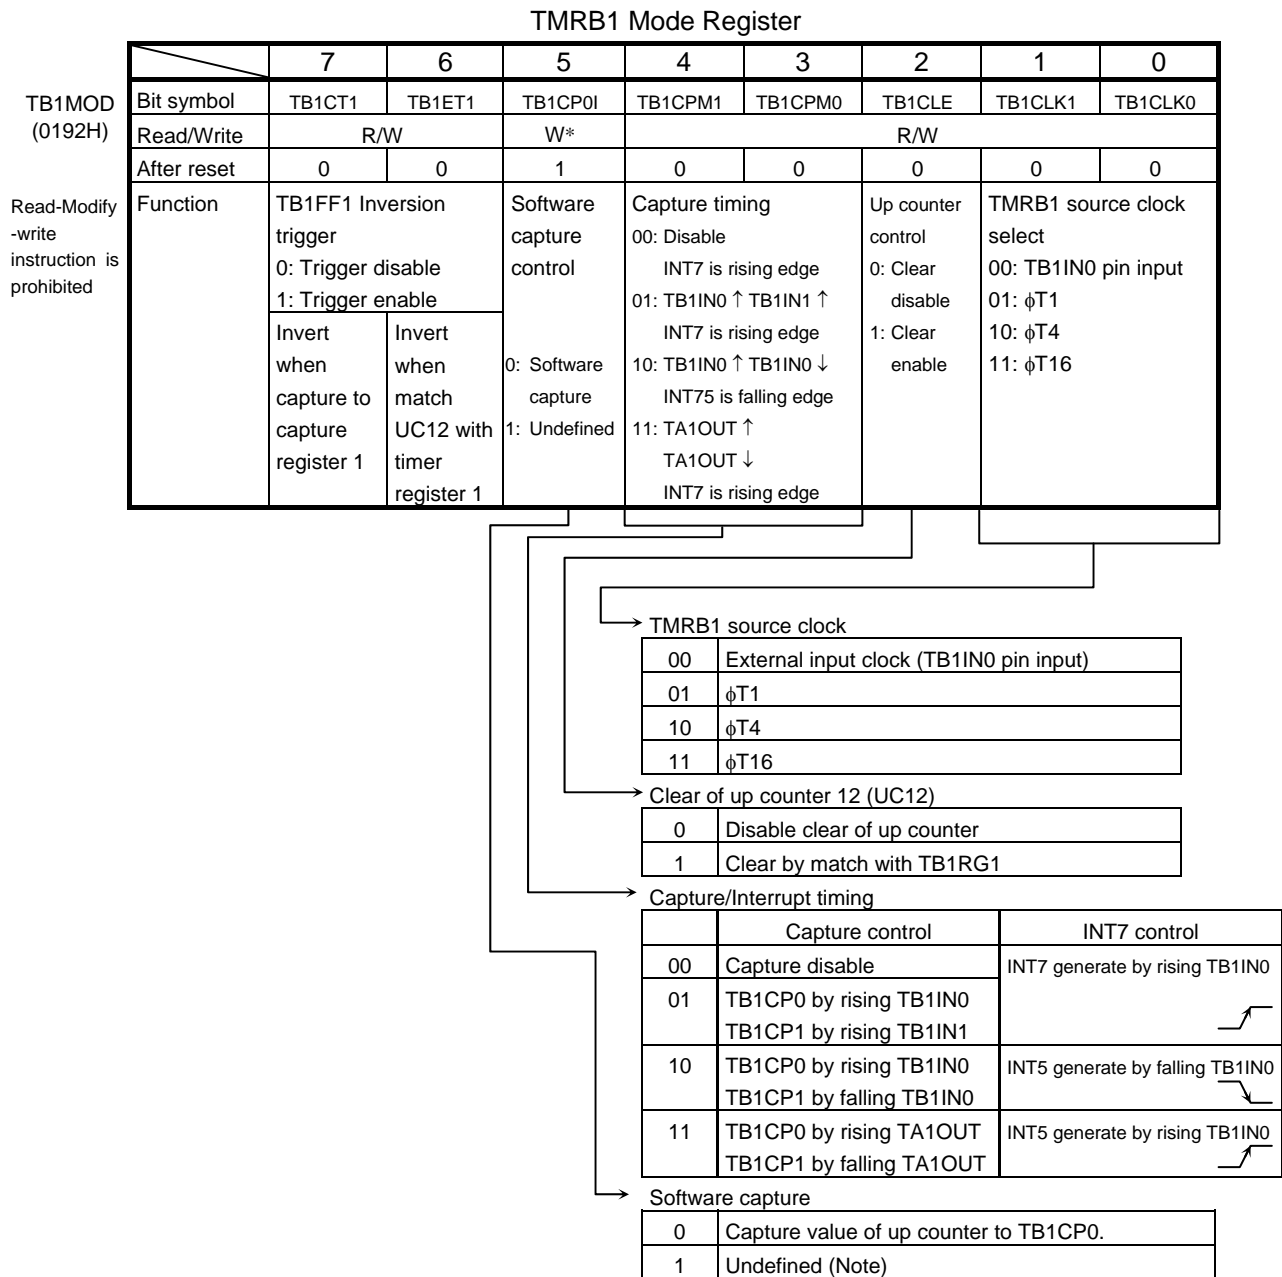 TMRB1 Mode Register
7 6 5 4 3 2 1 0
TB1MOD
(0192H)
Bit symbol TB1CT1 TB1ET1 TB1CP0I TB1CPM1 TB1CPM0 TB1CLE TB1CLK1 TB1CLK0
Read/Write R/W W* R/W
After reset 0 0 1 0 0 0 0 0
Read-Modify
-write
instruction is
prohibited
Function
TB1FF1 Inversion
trigger
0: Trigger disable
1: Trigger enable
Invert
when
capture to
capture
register 1
Invert
when
match
UC12 with
timer
register 1
Software
capture
control
0: Software
capture
1: Undefined
Capture timing
00: Disable
INT7 is rising edge
01: TB1IN0 ↑ TB1IN1 ↑
INT7 is rising edge
10: TB1IN0 ↑ TB1IN0 ↓
INT75 is falling edge
11: TA1OUT ↑
TA1OUT ↓
INT7 is rising edge
Up counter
control
0: Clear
disable
1: Clear
enable
TMRB1 source clock
select
00: TB1IN0 pin input
01: ϕT1
10: ϕT4
11: ϕT16
TMRB1 source clock
00 External input clock (TB1IN0 pin input)
01 ϕT1
10 ϕT4
11 ϕT16
Clear of up counter 12 (UC12)
0 Disable clear of up counter
1 Clear by match with TB1RG1
Capture/Interrupt timing
Capture control INT7 control
00 Capture disable INT7 generate by rising TB1IN0
01 TB1CP0 by rising TB1IN0
TB1CP1 by rising TB1IN1
10 TB1CP0 by rising TB1IN0 INT5 generate by falling TB1IN0
TB1CP1 by falling TB1IN0
11 TB1CP0 by rising TA1OUT INT5 generate by rising TB1IN0
TB1CP1 by falling TA1OUT
Software capture
0 Capture value of up counter to TB1CP0.
1 Undefined (Note)